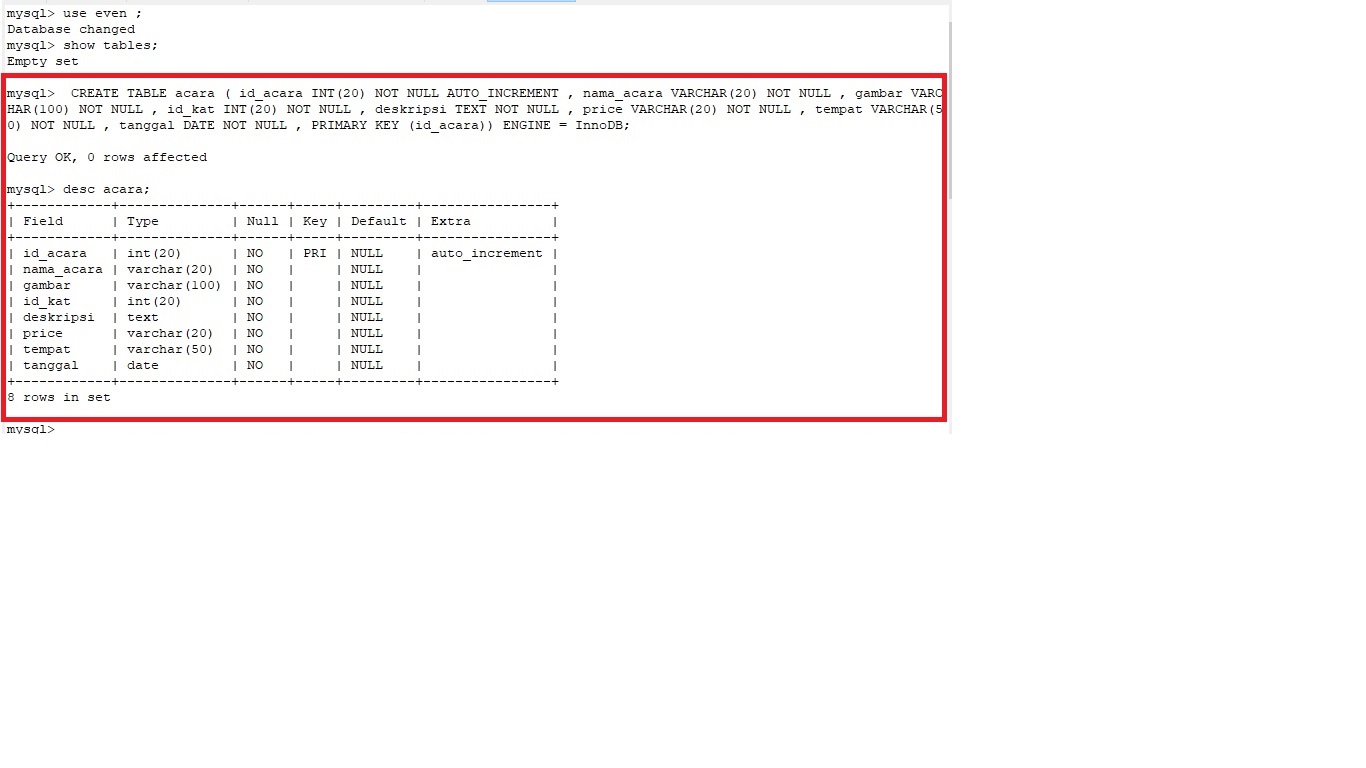 mysql> use even ;
Database changed
mysql> show tables;
Empty set
mysql>  CREATE TABLE acara ( id_acara INT(20) NOT NULL AUTO_INCREMENT , nama_acara VARCHAR(20) NOT NULL , gambar VARC
HAR(100) NOT NULL , id_kat INT(20) NOT NULL , deskripsi TEXT NOT NULL , price VARCHAR(20) NOT NULL , tempat VARCHAR(5
0) NOT NULL , tanggal DATE NOT NULL , PRIMARY KEY (id_acara)) ENGINE = InnoDB;
Query OK, 0 rows affected
mysql> desc acara;
+------------+--------------+------+-----+---------+----------------+
| Field      | Type         | Null | Key | Default | Extra          |
+------------+--------------+------+-----+---------+----------------+
| id_acara   | int(20)      | NO   | PRI | NULL    | auto_increment |
| nama_acara | varchar(20)  | NO   |     | NULL    |                |
| gambar     | varchar(100) | NO   |     | NULL    |                |
| id_kat     | int(20)      | NO   |     | NULL    |                |
| deskripsi  | text         | NO   |     | NULL    |                |
| price      | varchar(20)  | NO   |     | NULL    |                |
| tempat     | varchar(50)  | NO   |     | NULL    |                |
| tanggal    | date         | NO   |     | NULL    |                |
+------------+--------------+------+-----+---------+----------------+
8 rows in set
mysql>